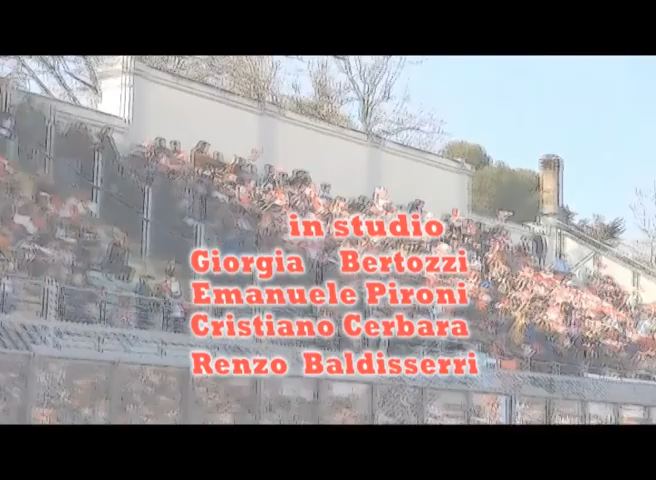 in studio
Giorgia Bertozzi
Emanuele Pironi
Cristiano Cerbara
Renzo Baldisserri